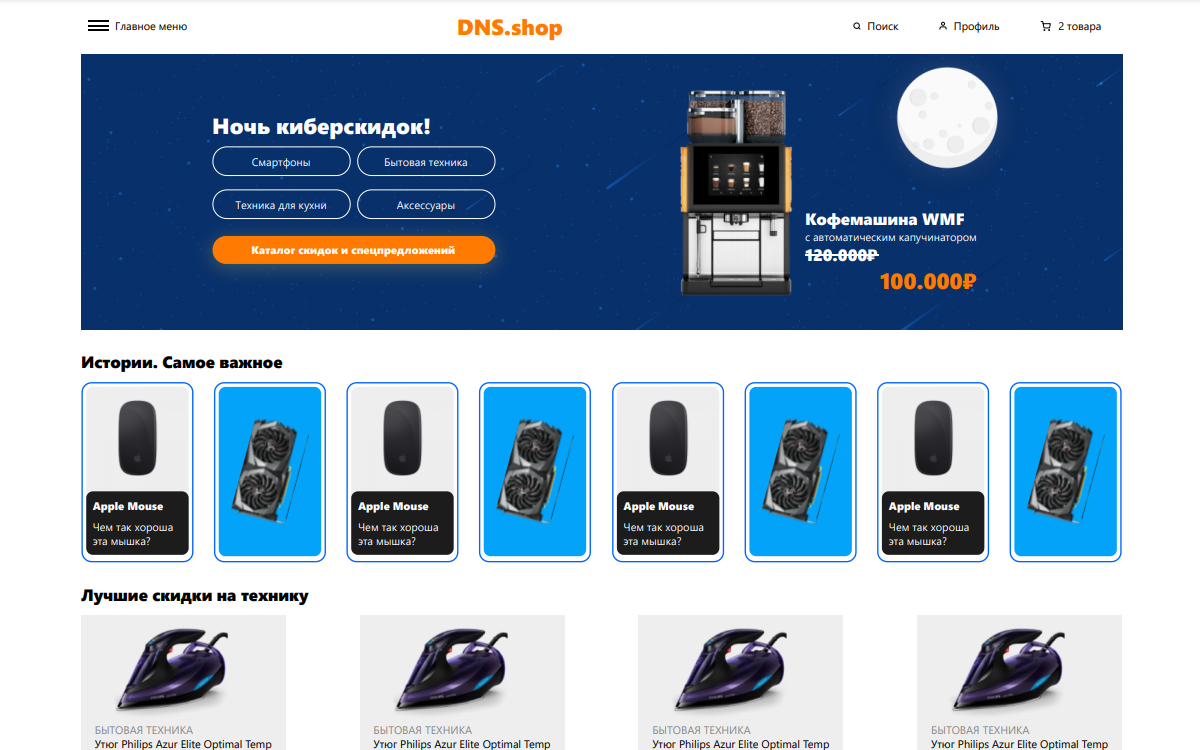 Главное меню
DNS.shop
Поиск
Профиль
2 товара
Ночь киберскидок!
Смартфоны
Бытовая техника
Техника для кухни
Аксессуары
Каталог скидок и спецпредложений
Кофемашина WMF
с автоматическим капучинатором
120.000₽
100.000₽
Истории. Самое важное
Apple Mouse
Чем так хороша
эта мышка?
Apple Mouse
Чем так хороша
эта мышка?
Apple Mouse
Чем так хороша
эта мышка?
Apple Mouse
Чем так хороша
эта мышка?
Лучшие скидки на технику
БЫТОВАЯ ТЕХНИКА
Утюг Philips Azur Elite Optimal Temp
БЫТОВАЯ ТЕХНИКА
Утюг Philips Azur Elite Optimal Temp
БЫТОВАЯ ТЕХНИКА
Утюг Philips Azur Elite Optimal Temp
БЫТОВАЯ ТЕХНИКА
Утюг Philips Azur Elite Optimal Temp